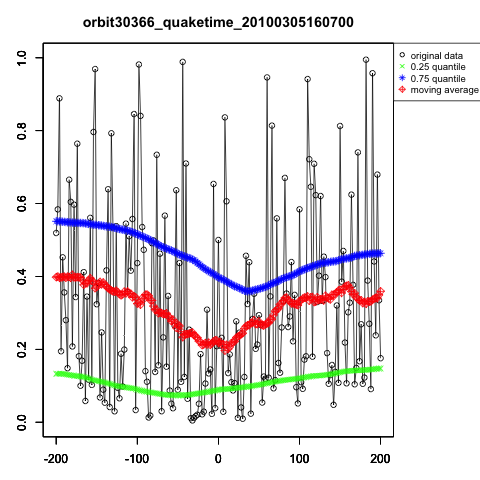 orbit30366_quaketime_20100305160700
original data
0.25 quantile
0.75 quantile
moving average
1.0
0.8
0.6
0.4
0.2
0.0
-200 -100 0 100 200